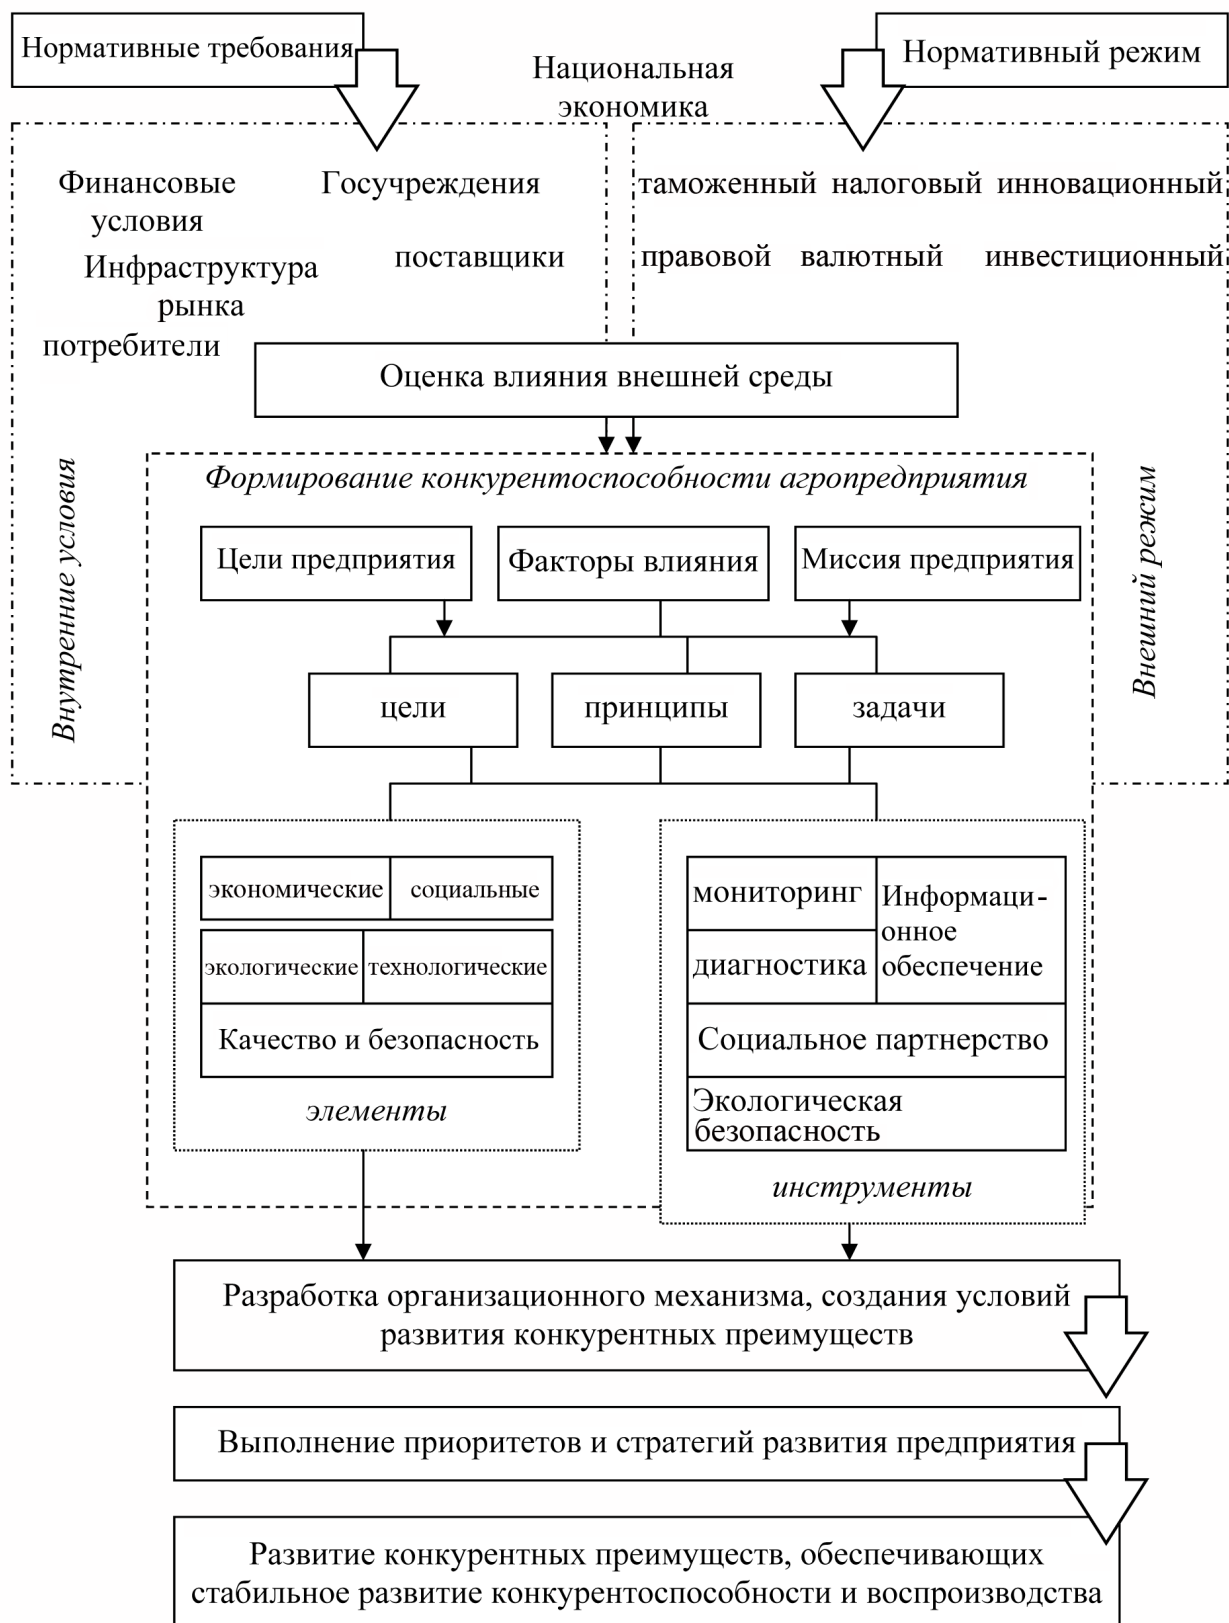 Нормативные требования
Национальная
экономика
Нормативный режим
Финансовые
условия
Госучреждения
Инфраструктура
рынка
поставщики
потребители
таможенный налоговый инновационный
правовой валютный инвестиционный
Оценка влияния внешней среды
Внутренние условия
Внешний режим
Формирование конкурентоспособности агропредприятия
Цели предприятия
Факторы влияния
Миссия предприятия
цели
принципы
задачи
экономические
социальные
экологические
технологические
Качество и безопасность
элементы
мониторинг
диагностика
Информаци-
онное
обеспечение
Социальное партнерство
Экологическая
безопасность
инструменты
Разработка организационного механизма, создания условий
развития конкурентных преимуществ
Выполнение приоритетов и стратегий развития предприятия
Развитие конкурентных преимуществ, обеспечивающих
стабильное развитие конкурентоспособности и воспроизводства